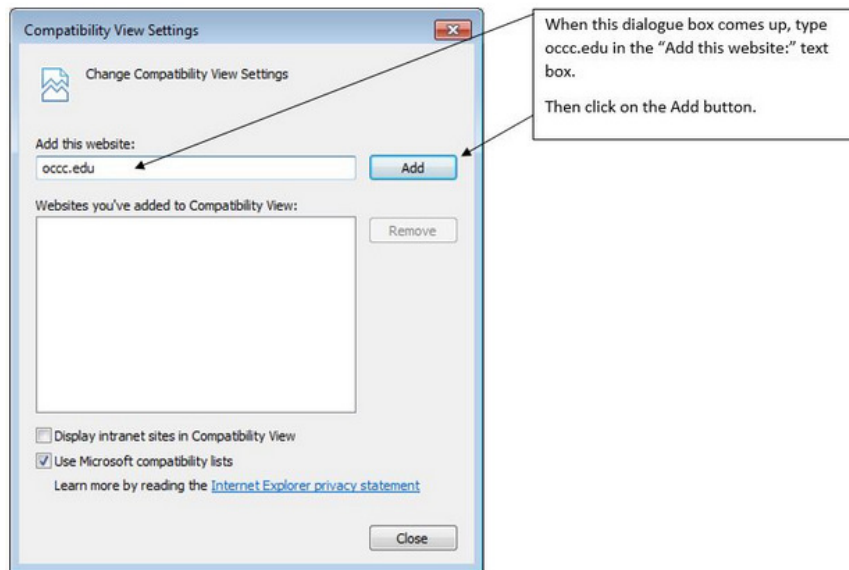 Compatibility View Settings
Change Compatibility View Settings
Add this website:
occc.edu
Add
Websites you've added to Compatibility View:
Remove
Display intranet sites in Compatibility View
Use Microsoft compatibility lists
Learn more by reading the Internet Explorer privacy statement
Close
When this dialogue box comes up, type
occc.edu in the “Add this website:” text
box.
Then click on the Add button.